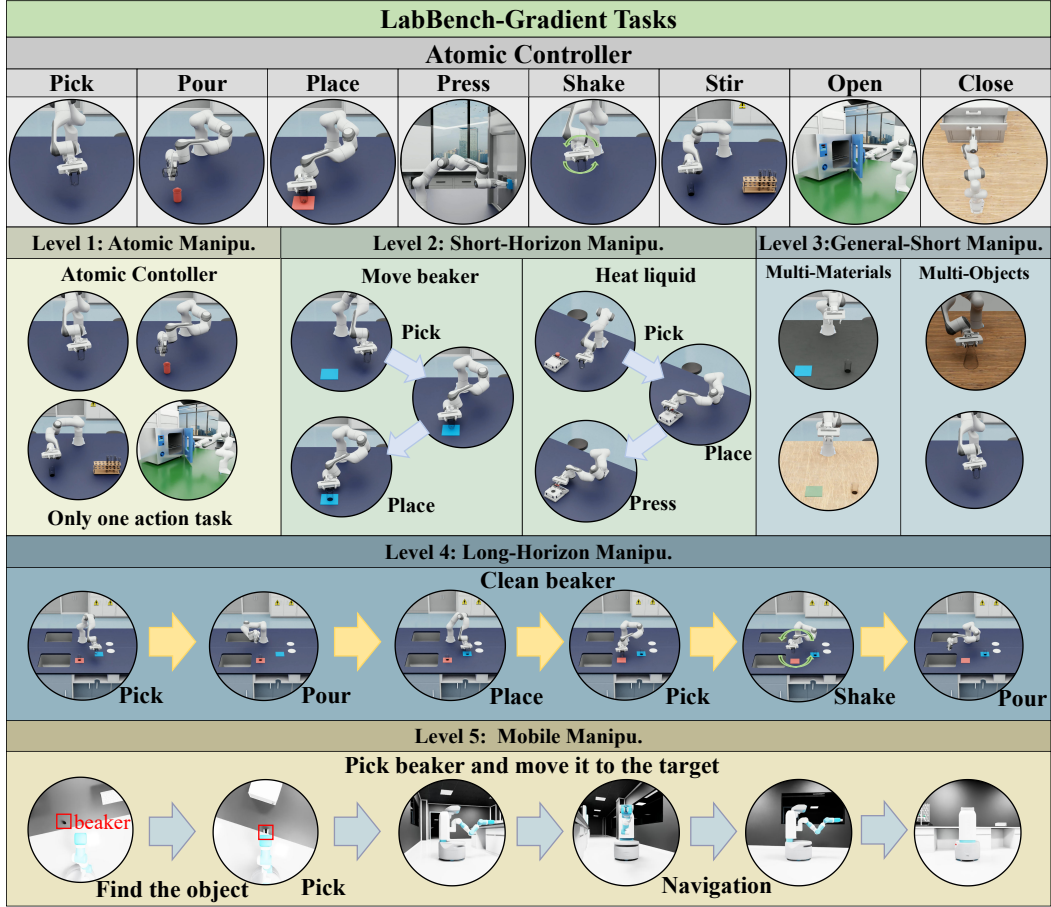 LabBench-Gradient Tasks
Atomic Controller
Pick Pour Place Press Shake Stir Open Close
Level 1: Atomic Manipu.
Atomic Contoller
Only one action task
Level 2: Short-Horizon Manipu.
Move beaker
Pick
Place
Heat liquid
Pick
Place
Press
Level 3:General-Short Manipu.
Multi-Materials
Multi-Objects
Level 4: Long-Horizon Manipu.
Clean beaker
Pick Pour Place Pick Shake Pour
Level 5: Mobile Manipu.
Pick beaker and move it to the target
beaker
Find the object
Pick
Navigation